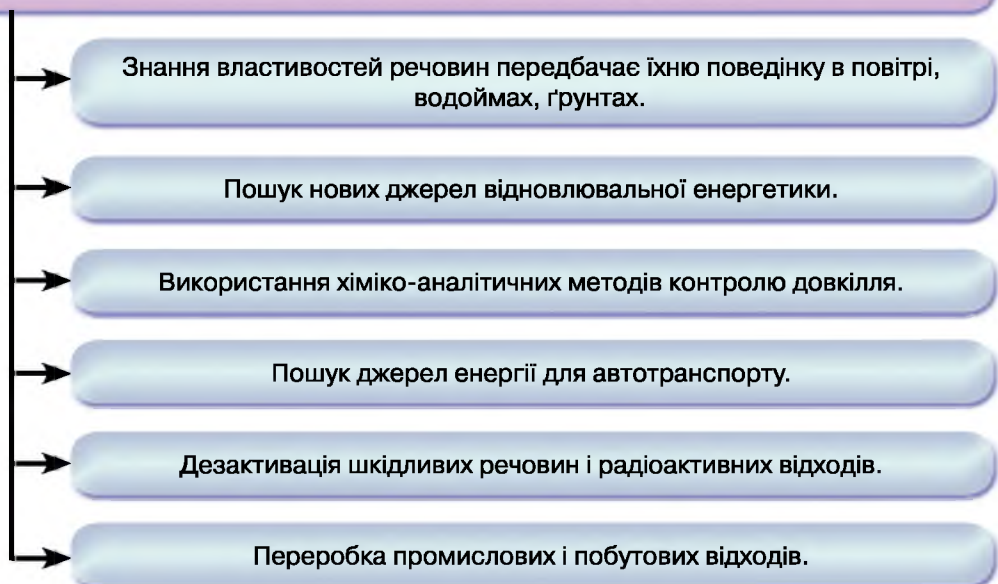 Знання властивостей речовин передбачає їхню поведінку в повітрі,
водоймах, ґрунтах.
Пошук нових джерел відновлювальної енергетики.
Використання хіміко-аналітичних методів контролю довкілля.
Пошук джерел енергії для автотранспорту.
Дезактивація шкідливих речовин і радіоактивних відходів.
Переробка промислових і побутових відходів.